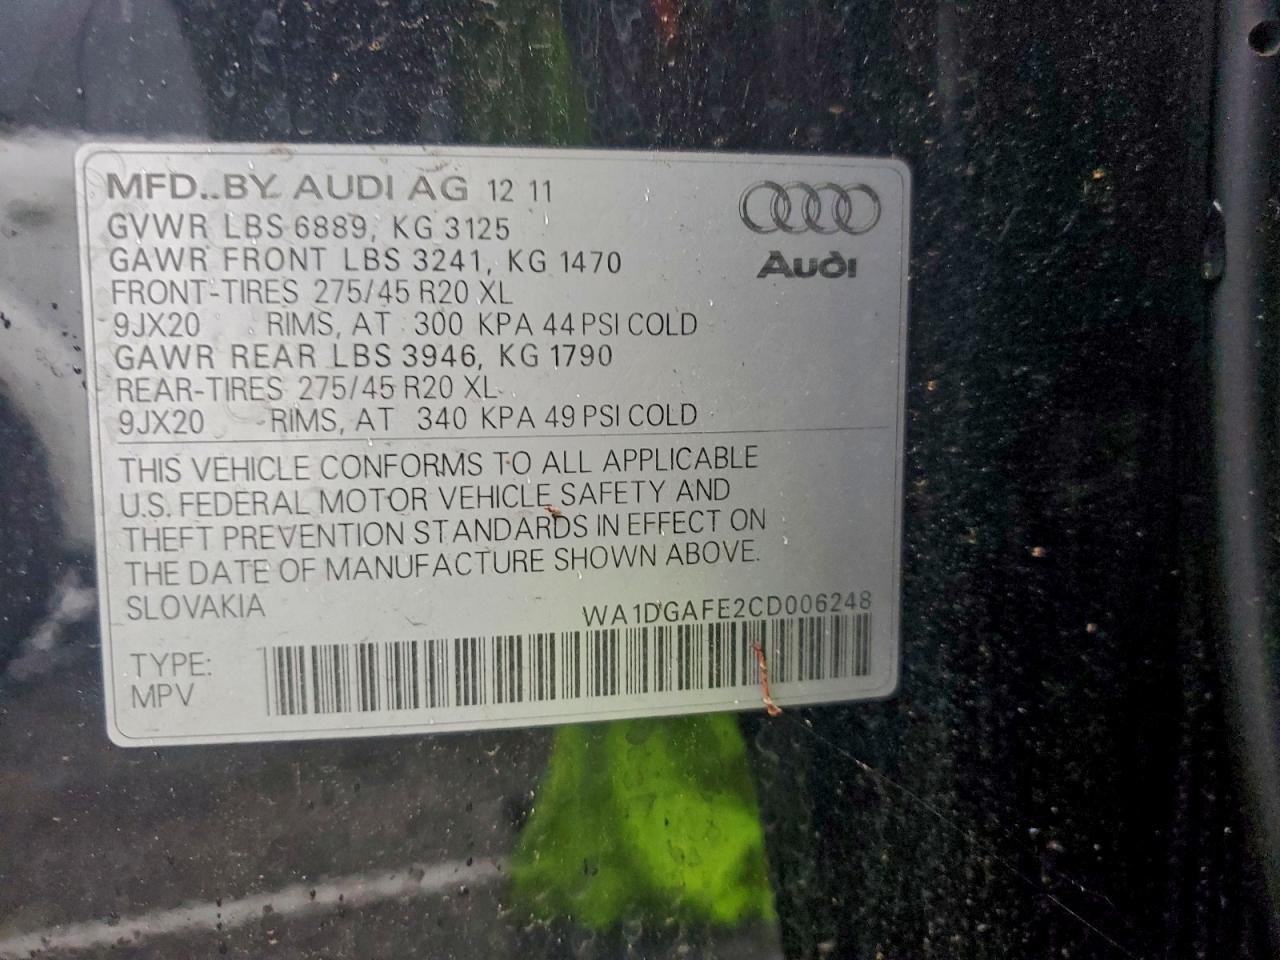 MFD..BY AUDI AG 12 11
GVWR LBS 6889, KG 3125
GAWR FRONT LBS 3241, KG 1470
FRONT-TIRES 275/45 R20 XL
9JX20 RIMS, AT 300 KPA 44 PSI COLD
GAWR REAR LBS 3946, KG 1790
REAR-TIRES 275/45 R20 XL
9JX20 RIMS, AT 340 KPA 49 PSI COLD
Audi
THIS VEHICLE CONFORMS TO ALL APPLICABLE
U.S. FEDERAL MOTOR VEHICLE SAFETY AND
THEFT PREVENTION STANDARDS IN EFFECT ON
THE DATE OF MANUFACTURE SHOWN ABOVE.
SLOVAKIA
WA1DGAFE2CD006248
TYPE:
MPV